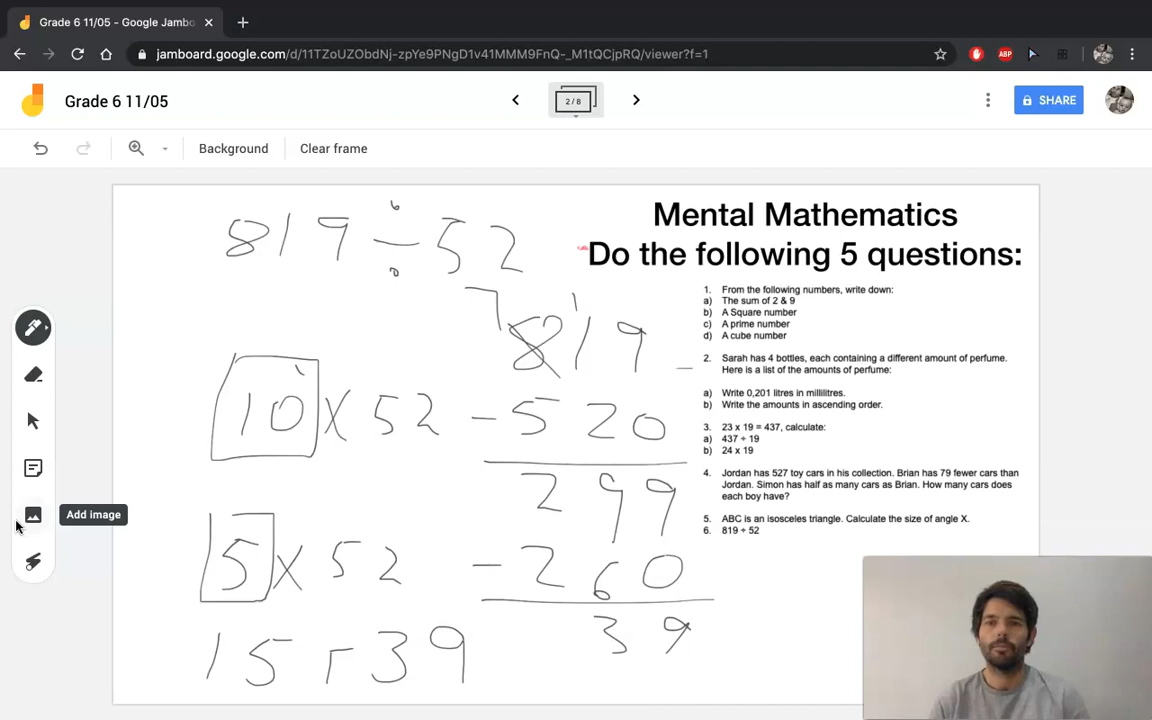 Grade 6 11/05 - Google Jambo
jamboard.google.com/d/11TZoUZObdNj-zpYe9PNgD1v41MMM9FnQ-_M1tQCjpRQ/viewer?f=1
ABP
Grade 6 11/05
2/8
SHARE
Background
Clear frame
Add image
819 ÷ 52
7 1
819
10 X 52 - 520
299
5 X 52 - 260
39
15 r 39
Mental Mathematics
Do the following 5 questions:
1. From the following numbers, write down:
a) The sum of 2 & 9
b) A Square number
c) A prime number
d) A cube number
2. Sarah has 4 bottles, each containing a different amount of perfume.
Here is a list of the amounts of perfume:
a) Write 0,201 litres in millilitres.
b) Write the amounts in ascending order.
3. 23 x 19 = 437, calculate:
a) 437 ÷ 19
b) 24 x 19
4. Jordan has 527 toy cars in his collection. Brian has 79 fewer cars than
Jordan. Simon has half as many cars as Brian. How many cars does
each boy have?
5. ABC is an isosceles triangle. Calculate the size of angle X.
6. 819 ÷ 52